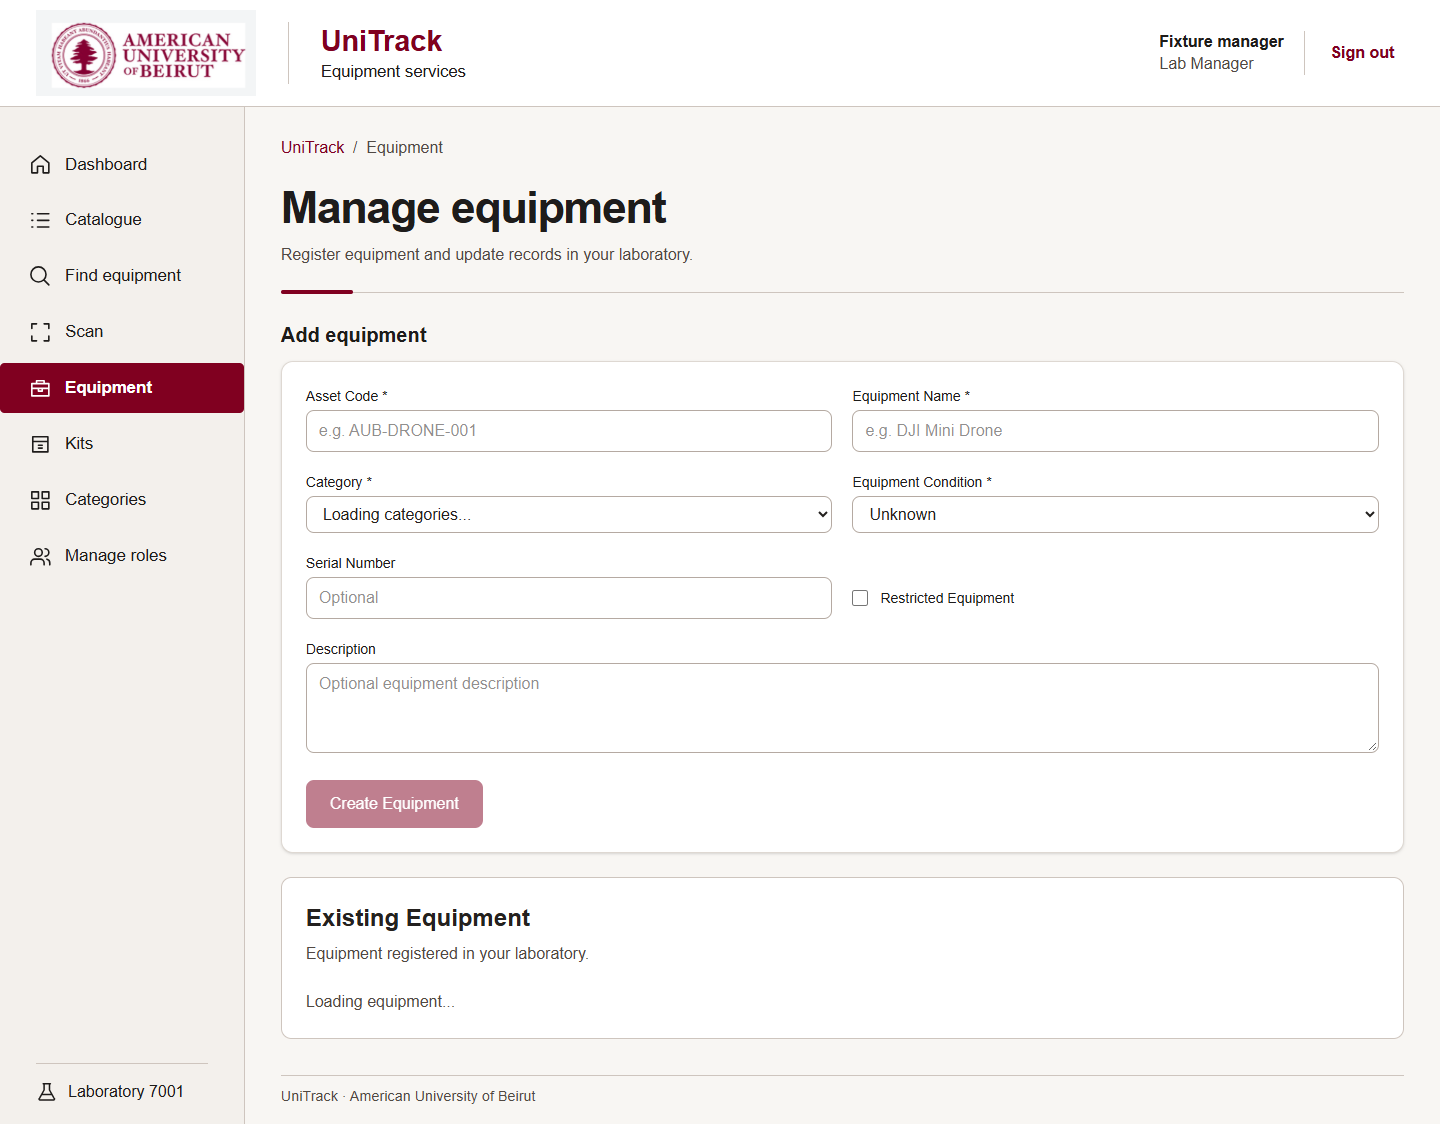 AMERICAN
UNIVERSITY
OF BEIRUT
UniTrack
Equipment services
Fixture manager
Lab Manager
Sign out
Dashboard
Catalogue
Find equipment
Scan
Equipment
Kits
Categories
Manage roles
Laboratory 7001
UniTrack / Equipment
Manage equipment
Register equipment and update records in your laboratory.
Add equipment
Asset Code *
e.g. AUB-DRONE-001
Equipment Name *
e.g. DJI Mini Drone
Category *
Loading categories...
Equipment Condition *
Unknown
Serial Number
Optional
Restricted Equipment
Description
Optional equipment description
Create Equipment
Existing Equipment
Equipment registered in your laboratory.
Loading equipment...
UniTrack · American University of Beirut